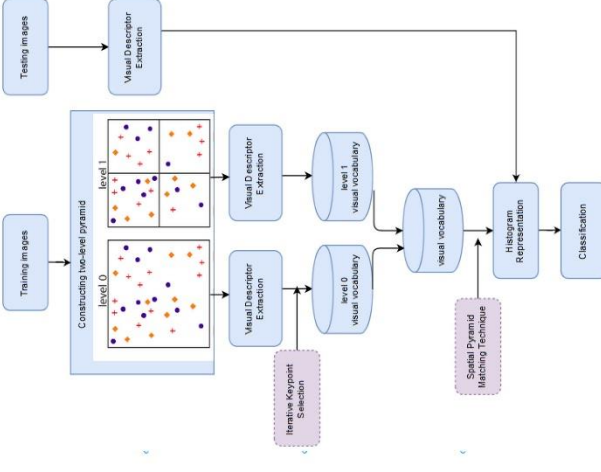 Testing images
Visual Descriptor
Extraction
Training images
Constructing two-level pyramid
level 1
level 0
Visual Descriptor
Extraction
Visual Descriptor
Extraction
level 1
visual vocabulary
level 0
visual vocabulary
visual vocabulary
Iterative Keypoint
Selection
Spatial Pyramid
Matching Technique
Histogram
Representation
Classification